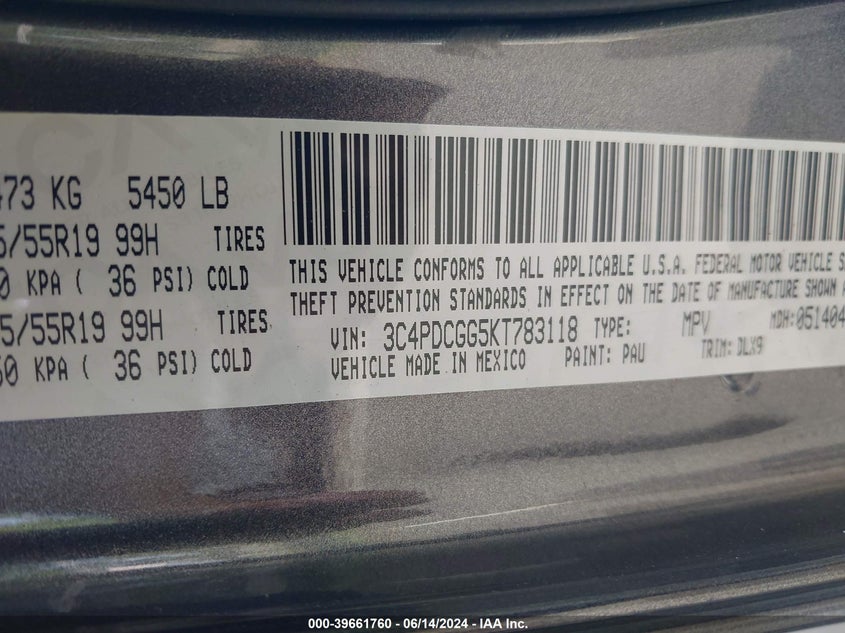 473 KG 5450 LB
5/55R19 99H TIRES
0 KPA ( 36 PSI) COLD
5/55R19 99H TIRES
50 KPA ( 36 PSI) COLD
THIS VEHICLE CONFORMS TO ALL APPLICABLE U.S.A. FEDERAL MOTOR VEHICLE S
THEFT PREVENTION STANDARDS IN EFFECT ON THE DATE OF MANUFACTURE SHOWN A
VIN: 3C4PDCGG5KT783118 TYPE: MPV MDH:051404
VEHICLE MADE IN MEXICO PAINT: PAU TRIM: DLX9
000-39661760 - 06/14/2024 - IAA Inc.